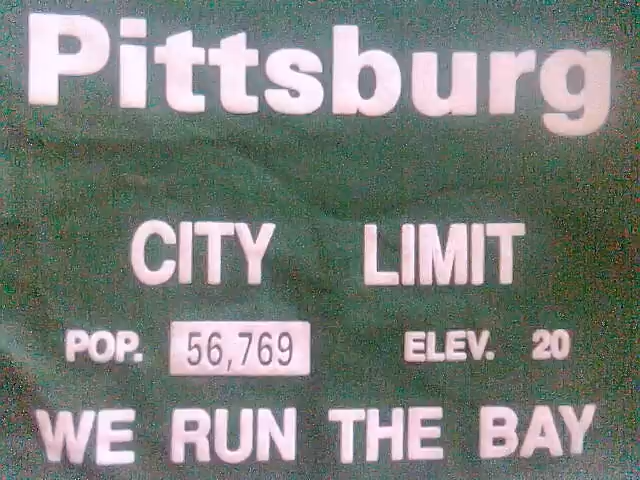 Pittsburg
CITY LIMIT
POP. 56,769 ELEV. 20
WE RUN THE BAY